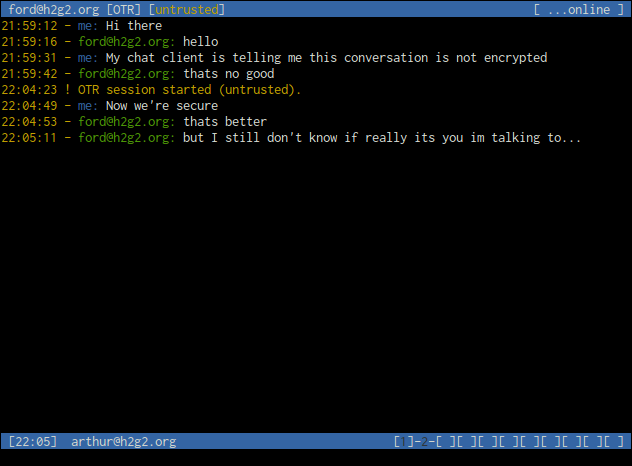 ford@h2g2.org [OTR] [untrusted] [ ...online ]
21:59:12 - me: Hi there
21:59:16 - ford@h2g2.org: hello
21:59:31 - me: My chat client is telling me this conversation is not encrypted
21:59:42 - ford@h2g2.org: thats no good
22:04:23 ! OTR session started (untrusted).
22:04:49 - me: Now we're secure
22:04:53 - ford@h2g2.org: thats better
22:05:11 - ford@h2g2.org: but I still don't know if really its you im talking to...
[22:05] arthur@h2g2.org [1]-2-[ ][ ][ ][ ][ ][ ][ ][ ][ ]